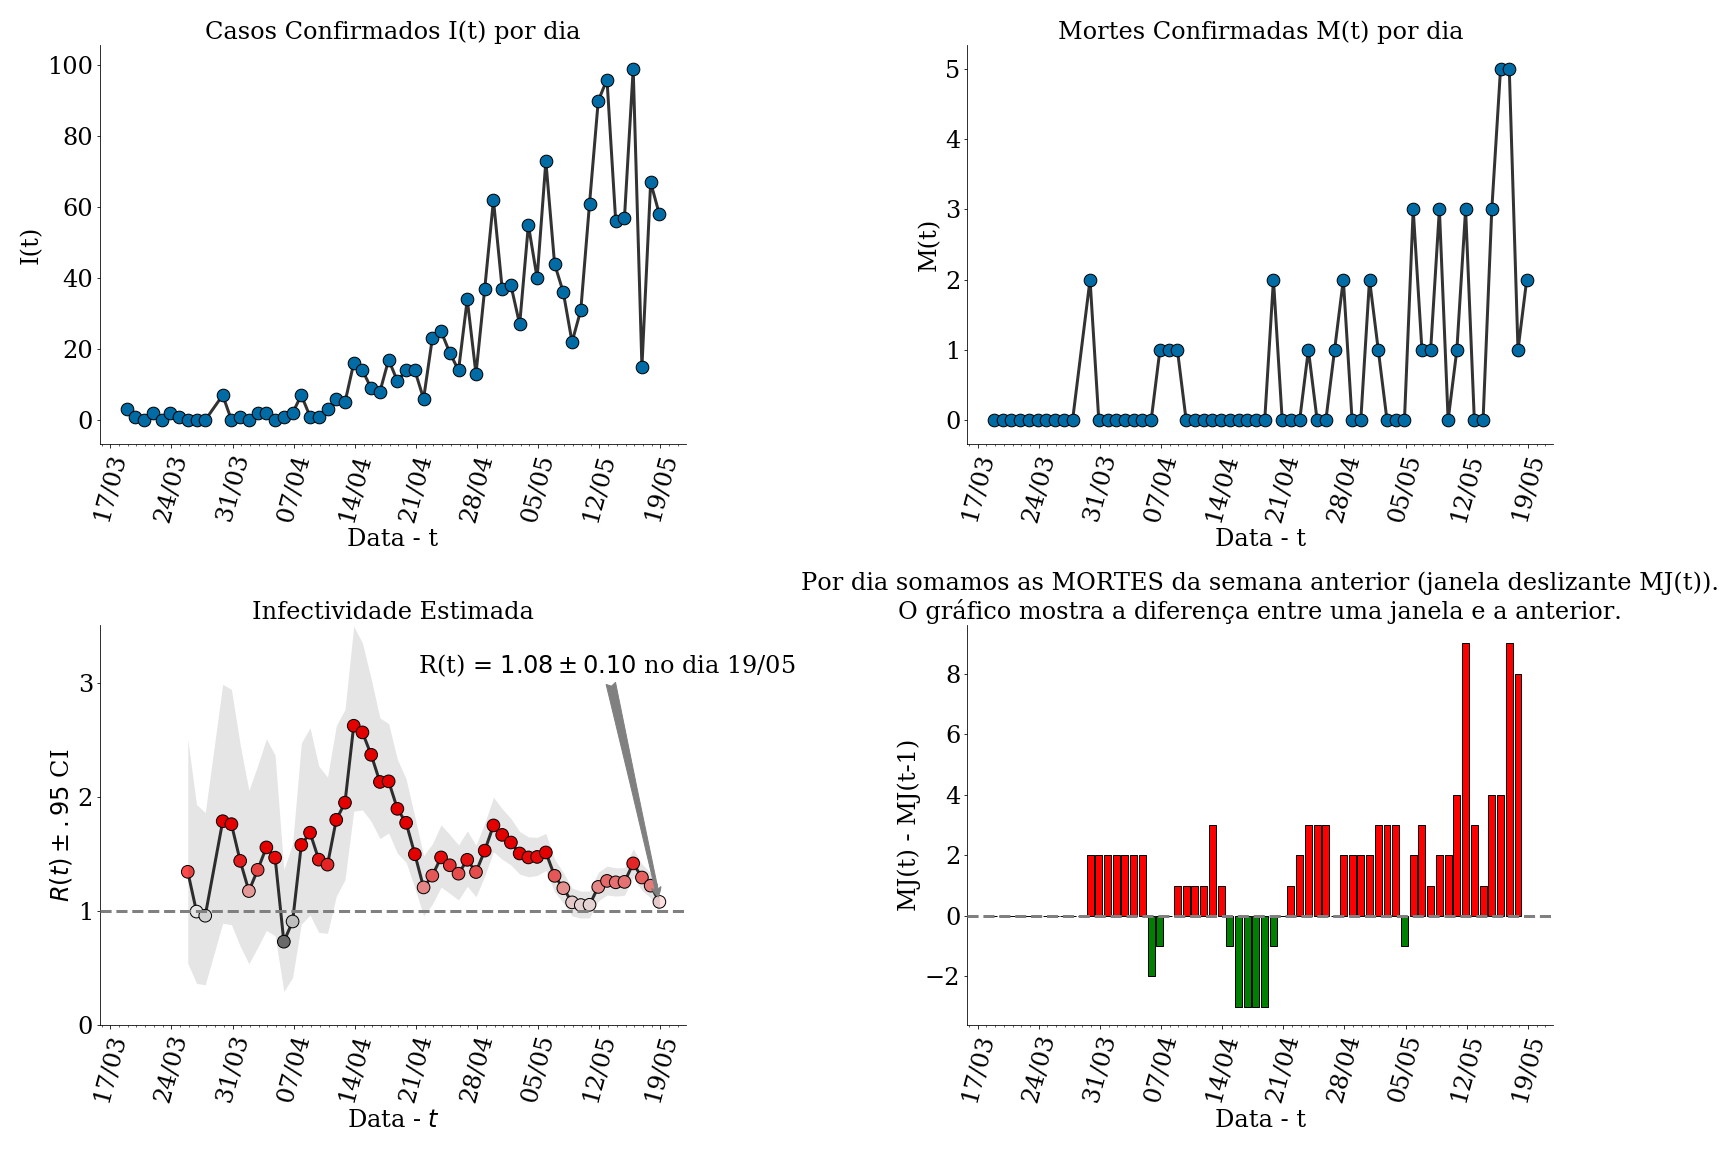 Casos Confirmados I(t) por dia
100
80
60
40
20
0
I(t)
17/03 24/03 31/03 07/04 14/04 21/04 28/04 05/05 12/05 19/05
Data - t
Mortes Confirmadas M(t) por dia
5
4
3
2
1
0
M(t)
17/03 24/03 31/03 07/04 14/04 21/04 28/04 05/05 12/05 19/05
Data - t
Infectividade Estimada
R(t) = 1.08 ± 0.10 no dia 19/05
3
2
1
0
R(t) ± .95 CI
17/03 24/03 31/03 07/04 14/04 21/04 28/04 05/05 12/05 19/05
Data - t
Por dia somamos as MORTES da semana anterior (janela deslizante MJ(t)).
O gráfico mostra a diferença entre uma janela e a anterior.
8
6
4
2
0
−2
MJ(t) - MJ(t-1)
17/03 24/03 31/03 07/04 14/04 21/04 28/04 05/05 12/05 19/05
Data - t